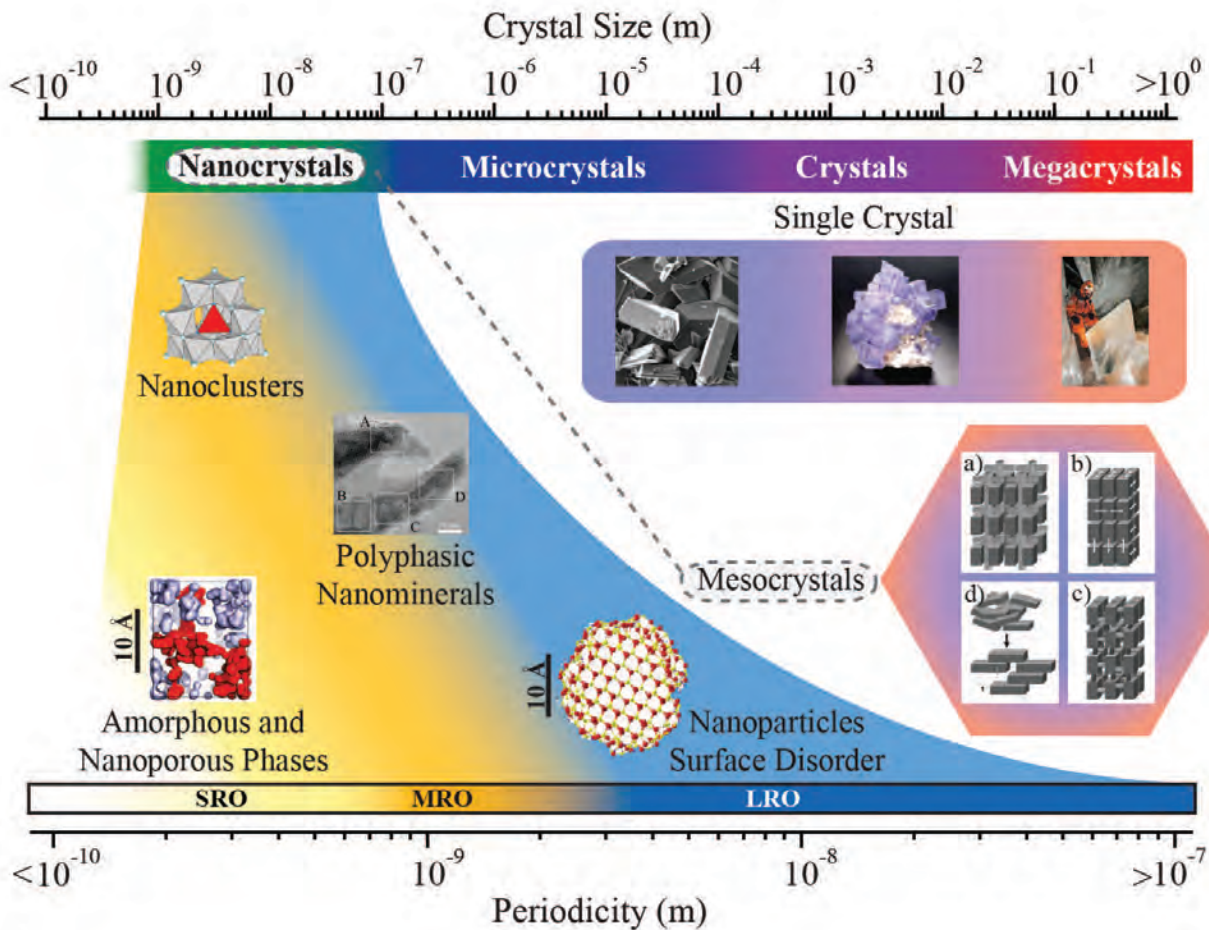 Crystal Size (m)
<10⁻¹⁰ 10⁻⁹ 10⁻⁸ 10⁻⁷ 10⁻⁶ 10⁻⁵ 10⁻⁴ 10⁻³ 10⁻² 10⁻¹ >10⁰
Nanocrystals Microcrystals Crystals Megacrystals
Single Crystal
Nanoclusters
A
B
C
D
Polyphasic
Nanominerals
a) b)
d) c)
Mesocrystals
10 Å
Amorphous and
Nanoporous Phases
10 Å
Nanoparticles
Surface Disorder
SRO MRO LRO
<10⁻¹⁰ 10⁻⁹ 10⁻⁸ >10⁻⁷
Periodicity (m)